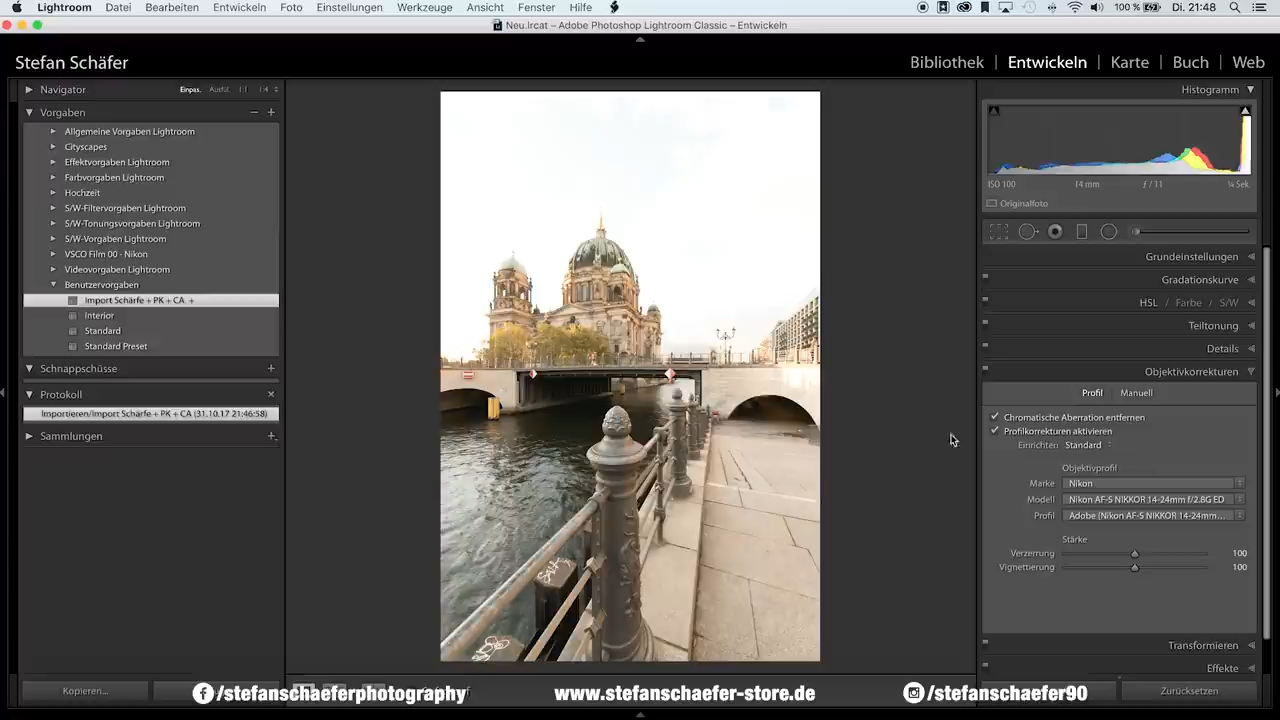 Lightroom Datei Bearbeiten Entwickeln Foto Einstellungen Werkzeuge Ansicht Fenster Hilfe 100 % Di. 21:48
Neu.lrcat – Adobe Photoshop Lightroom Classic – Entwickeln
Stefan Schäfer
Bibliothek | Entwickeln | Karte | Buch | Web
Navigator Einpas. Ausfül. 1:1
Vorgaben
Allgemeine Vorgaben Lightroom
Cityscapes
Effektvorgaben Lightroom
Farbvorgaben Lightroom
Hochzeit
S/W-Filtervorgaben Lightroom
S/W-Tonungsvorgaben Lightroom
S/W-Vorgaben Lightroom
VSCO Film 00 - Nikon
Videovorgaben Lightroom
Benutzervorgaben
Import Schärfe + PK + CA +
Interior
Standard
Standard Preset
Schnappschüsse
Protokoll
Importieren/Import Schärfe + PK + CA (31.10.17 21:46:58)
Sammlungen
Kopieren...
Histogramm
ISO 100 14 mm ƒ / 11 ¼ Sek.
Originalfoto
Grundeinstellungen
Gradationskurve
HSL / Farbe / S/W
Teiltonung
Details
Objektivkorrekturen
Profil Manuell
Chromatische Aberration entfernen
Profilkorrekturen aktivieren
Einrichten Standard
Objektivprofil
Marke Nikon
Modell Nikon AF-S NIKKOR 14-24mm f/2.8G ED
Profil Adobe (Nikon AF-S NIKKOR 14-24mm...
Stärke
Verzerrung 100
Vignettierung 100
Transformieren
Effekte
Zurücksetzen
/stefanschaeferphotography www.stefanschaefer-store.de /stefanschaefer90